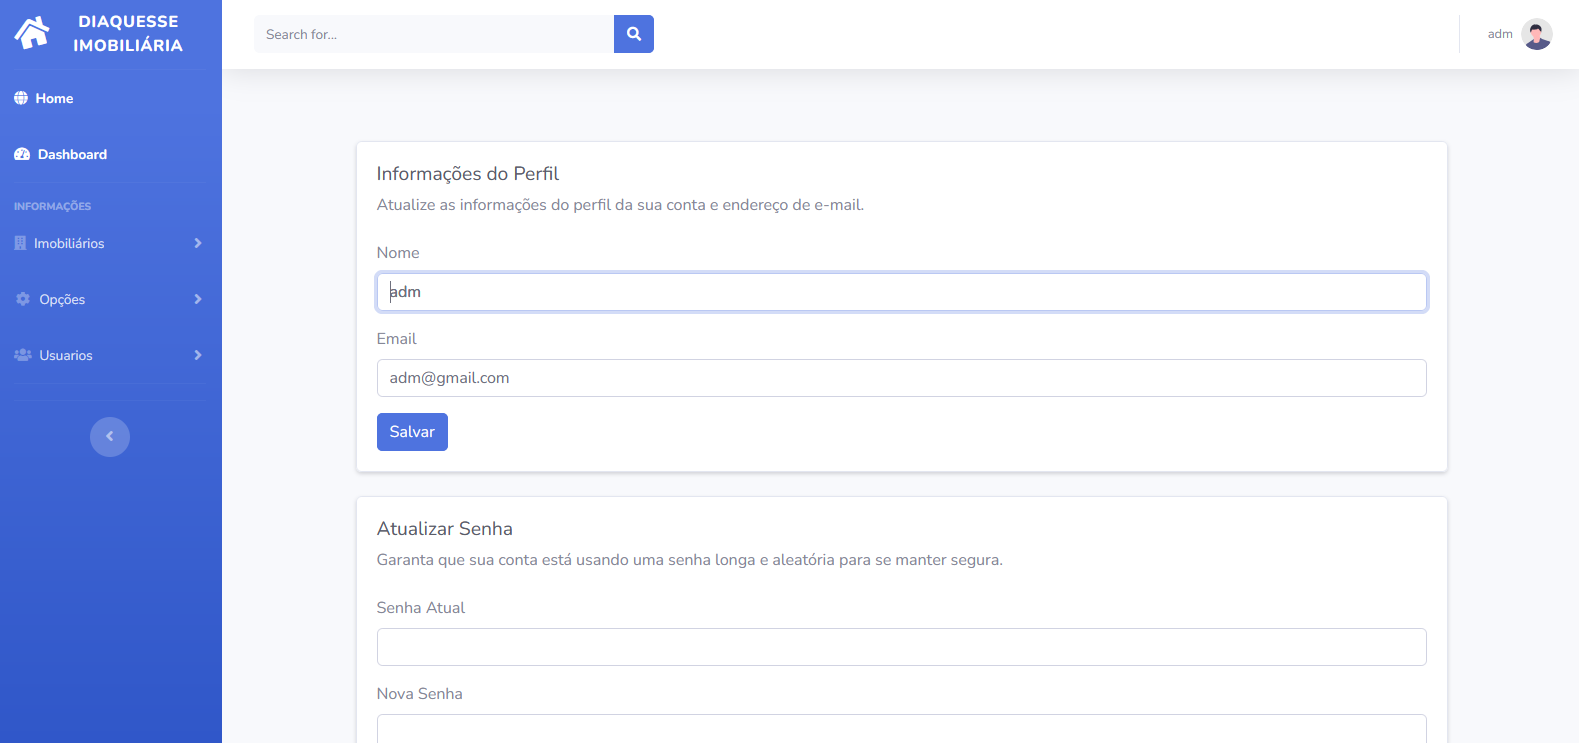 DIAQUESSE
IMOBILIÁRIA
Search for...
adm
Home
Dashboard
INFORMAÇÕES
Imobiliários
Opções
Usuarios
Informações do Perfil
Atualize as informações do perfil da sua conta e endereço de e-mail.
Nome
adm
Email
adm@gmail.com
Salvar
Atualizar Senha
Garanta que sua conta está usando uma senha longa e aleatória para se manter segura.
Senha Atual
Nova Senha